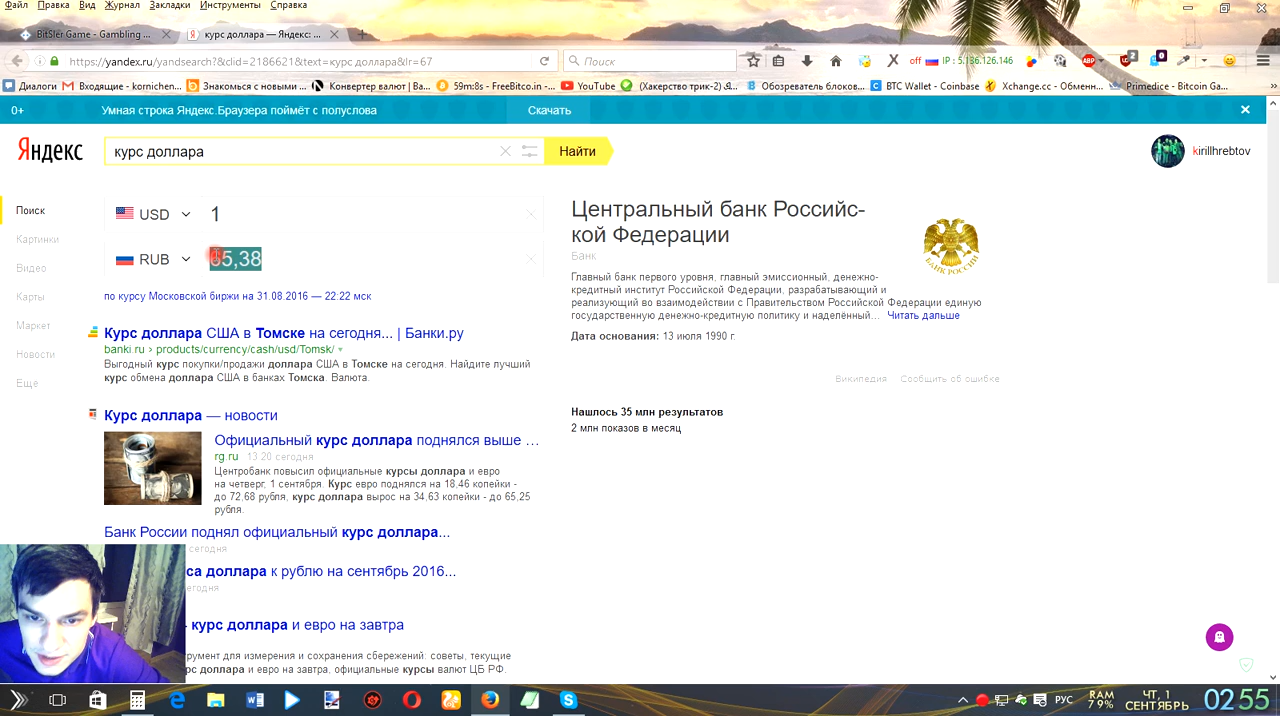 Файл Правка Вид Журнал Закладки Инструменты Справка
BitSler Game - Gambling ...
курс доллара — Яндекс: ...
https://yandex.ru/yandsearch?&clid=2186621&text=курс доллара&lr=67
Поиск
off IP : 5.136.126.146
Диалоги
Входящие - kornichen...
Знакомься с новыми ...
Конвертер валют | Ва...
59m:8s - FreeBitco.in -...
YouTube
Обозреватель блоков...
BTC Wallet - Coinbase
Xchange.cc - Обменн...
Primedice - Bitcoin Ga...
0+
Умная строка Яндекс.Браузера поймёт с полуслова
Скачать
Яндекс
курс доллара
Найти
kirillhrebtov
Поиск
Картинки
Видео
Карты
Маркет
Новости
Ещё
USD 1
RUB 65,38
по курсу Московской биржи на 31.08.2016 — 22:22 мск
Курс доллара США в Томске на сегодня... | Банки.ру
banki.ru › products/currency/cash/usd/Tomsk/
Выгодный курс покупки/продажи доллара США в Томске на сегодня. Найдите лучший
курс обмена доллара США в банках Томска. Валюта.
Курс доллара — новости
Официальный курс доллара поднялся выше ...
rg.ru 13:20 сегодня
Центробанк повысил официальные курсы доллара и евро
на четверг, 1 сентября. Курс евро поднялся на 18,46 копейки -
до 72,68 рубля, курс доллара вырос на 34,63 копейки - до 65,25
рубля.
Банк России поднял официальный курс доллара...
сегодня
доллара к рублю на сентябрь 2016...
курс доллара и евро на завтра
для измерения и сохранения сбережений: советы, текущие
доллара и евро на завтра, официальные курсы валют ЦБ РФ.
Центральный банк Российс-
кой Федерации
Банк
Главный банк первого уровня, главный эмиссионный, денежно-
кредитный институт Российской Федерации, разрабатывающий и
реализующий во взаимодействии с Правительством Российской Федерации единую
государственную денежно-кредитную политику и наделённый... Читать дальше
Дата основания: 13 июля 1990 г.
БАНК РОССИИ
Википедия Сообщить об ошибке
Нашлось 35 млн результатов
2 млн показов в месяц
РУС
RAM
79%
ЧТ, 1
СЕНТЯБРЬ
02 55